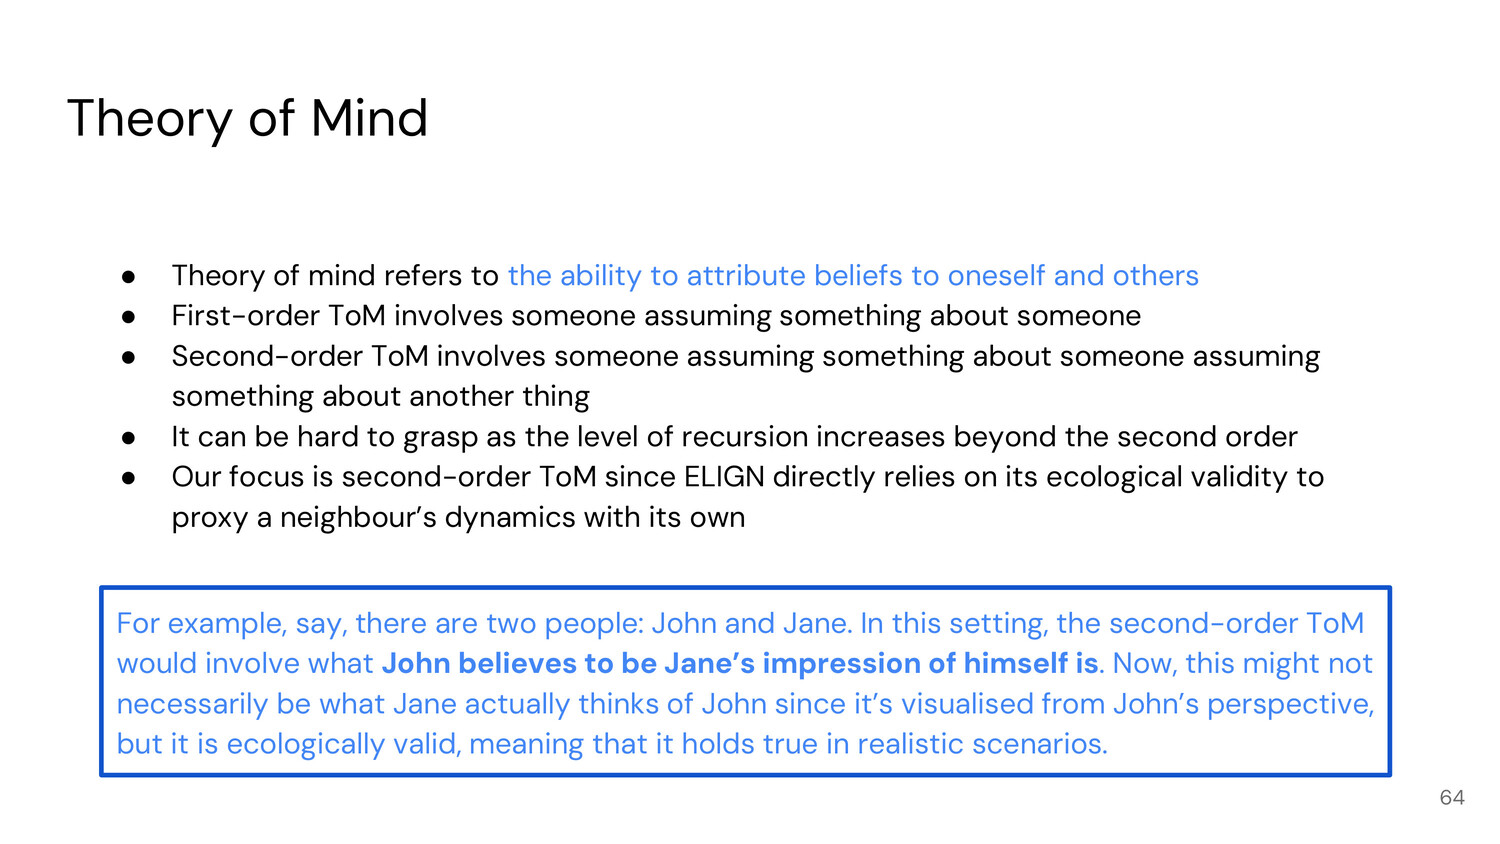 Theory of Mind
● Theory of mind refers to the ability to attribute beliefs to oneself and others
● First-order ToM involves someone assuming something about someone
● Second-order ToM involves someone assuming something about someone assuming
something about another thing
● It can be hard to grasp as the level of recursion increases beyond the second order
● Our focus is second-order ToM since ELIGN directly relies on its ecological validity to
proxy a neighbour’s dynamics with its own
For example, say, there are two people: John and Jane. In this setting, the second-order ToM
would involve what John believes to be Jane’s impression of himself is. Now, this might not
necessarily be what Jane actually thinks of John since it’s visualised from John’s perspective,
but it is ecologically valid, meaning that it holds true in realistic scenarios.
64